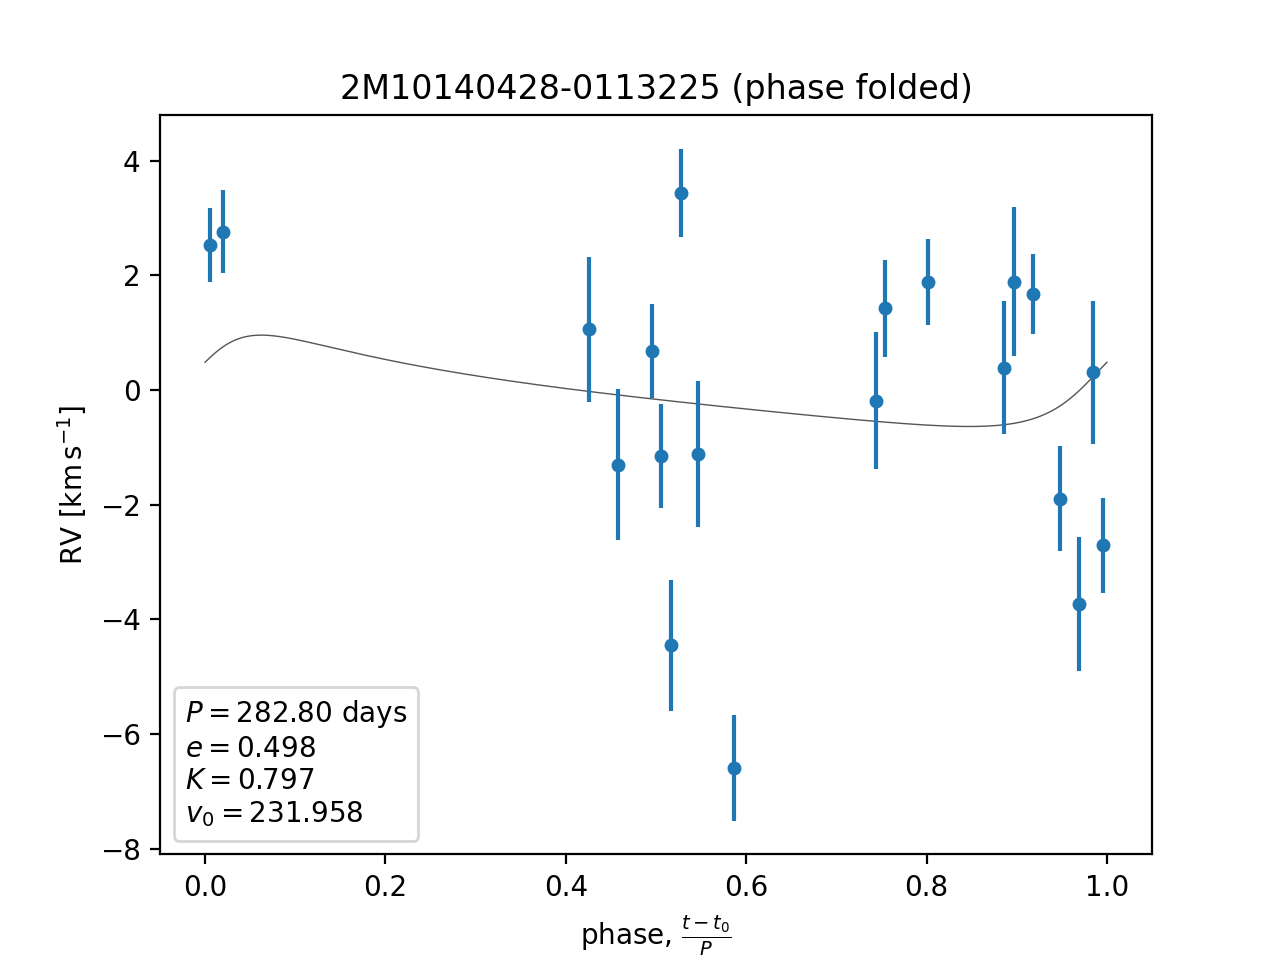 2M10140428-0113225 (phase folded)
RV [km s⁻¹]
4
2
0
−2
−4
−6
−8
P = 282.80 days
e = 0.498
K = 0.797
v₀ = 231.958
0.0 0.2 0.4 0.6 0.8 1.0
phase, (t − t₀)/P